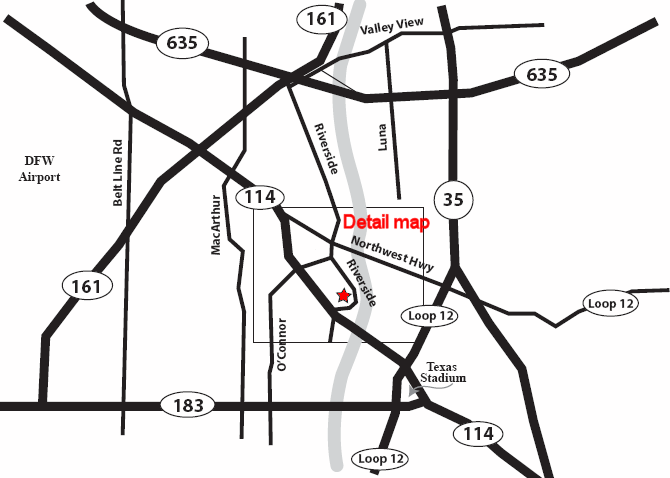 161
Valley View
635
635
Riverside
Luna
DFW
Airport
Belt Line Rd
MacArthur
114
35
Detail map
Northwest Hwy
Riverside
161
Loop 12
Loop 12
O'Connor
Texas
Stadium
183
114
Loop 12